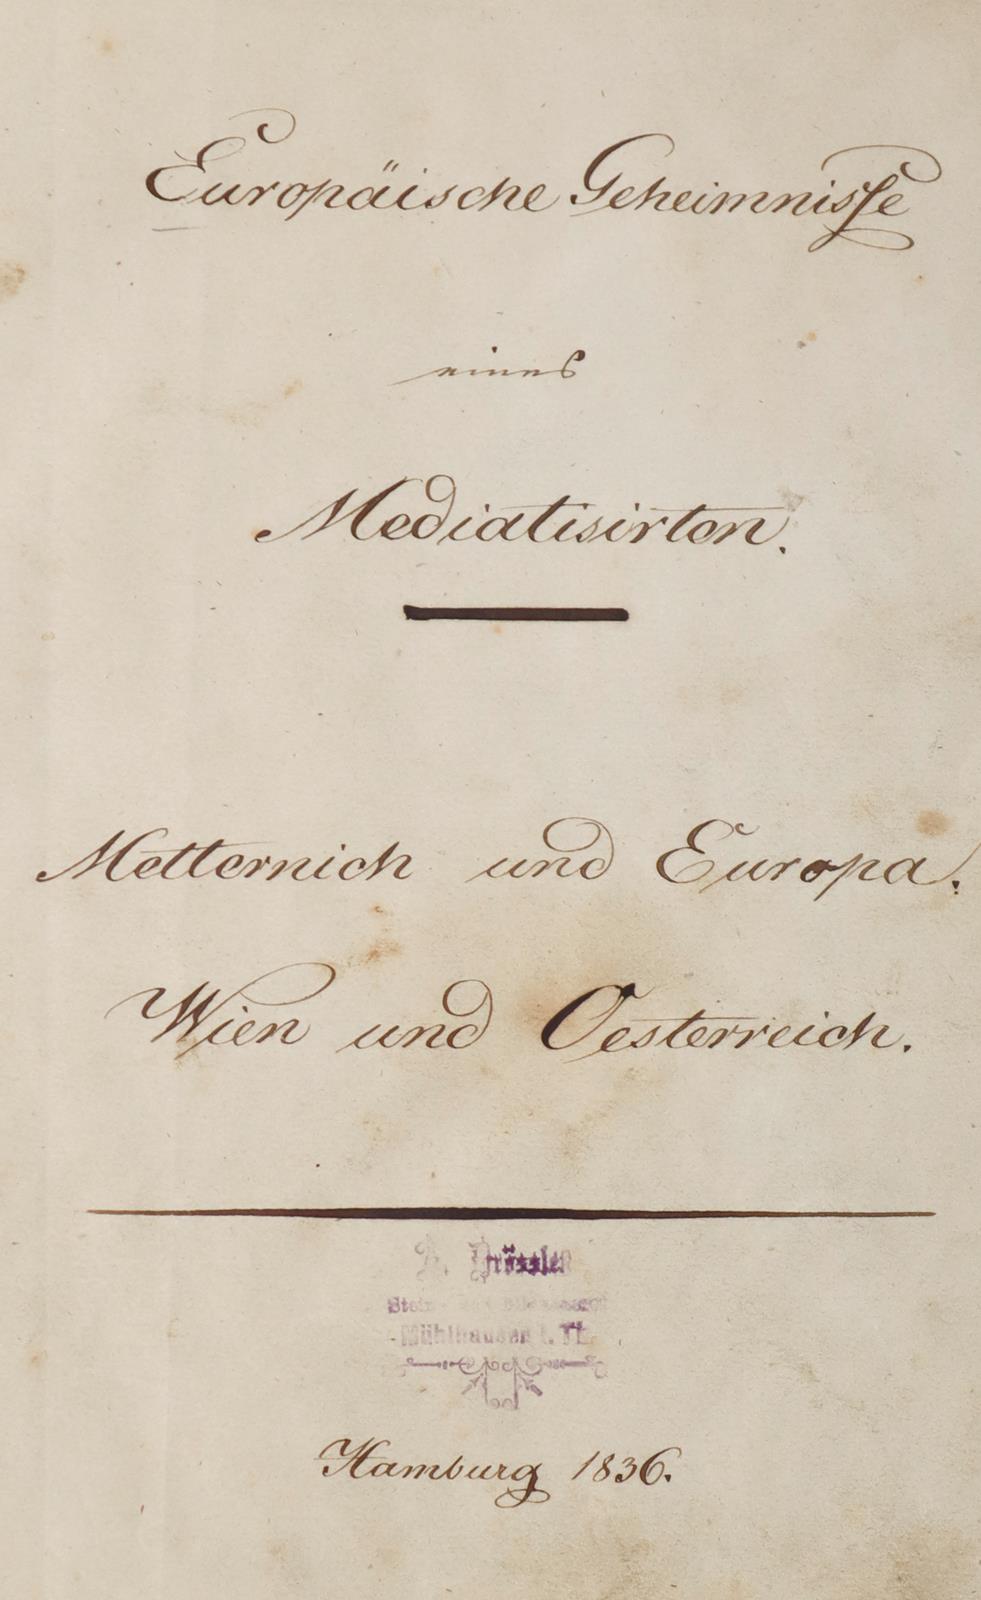 Europäische Geheimnisse
eines
Mediatisirten.
Metternich und Europa.
Wien und Oesterreich.
Mühlhausen i. Th.
Hamburg 1836.